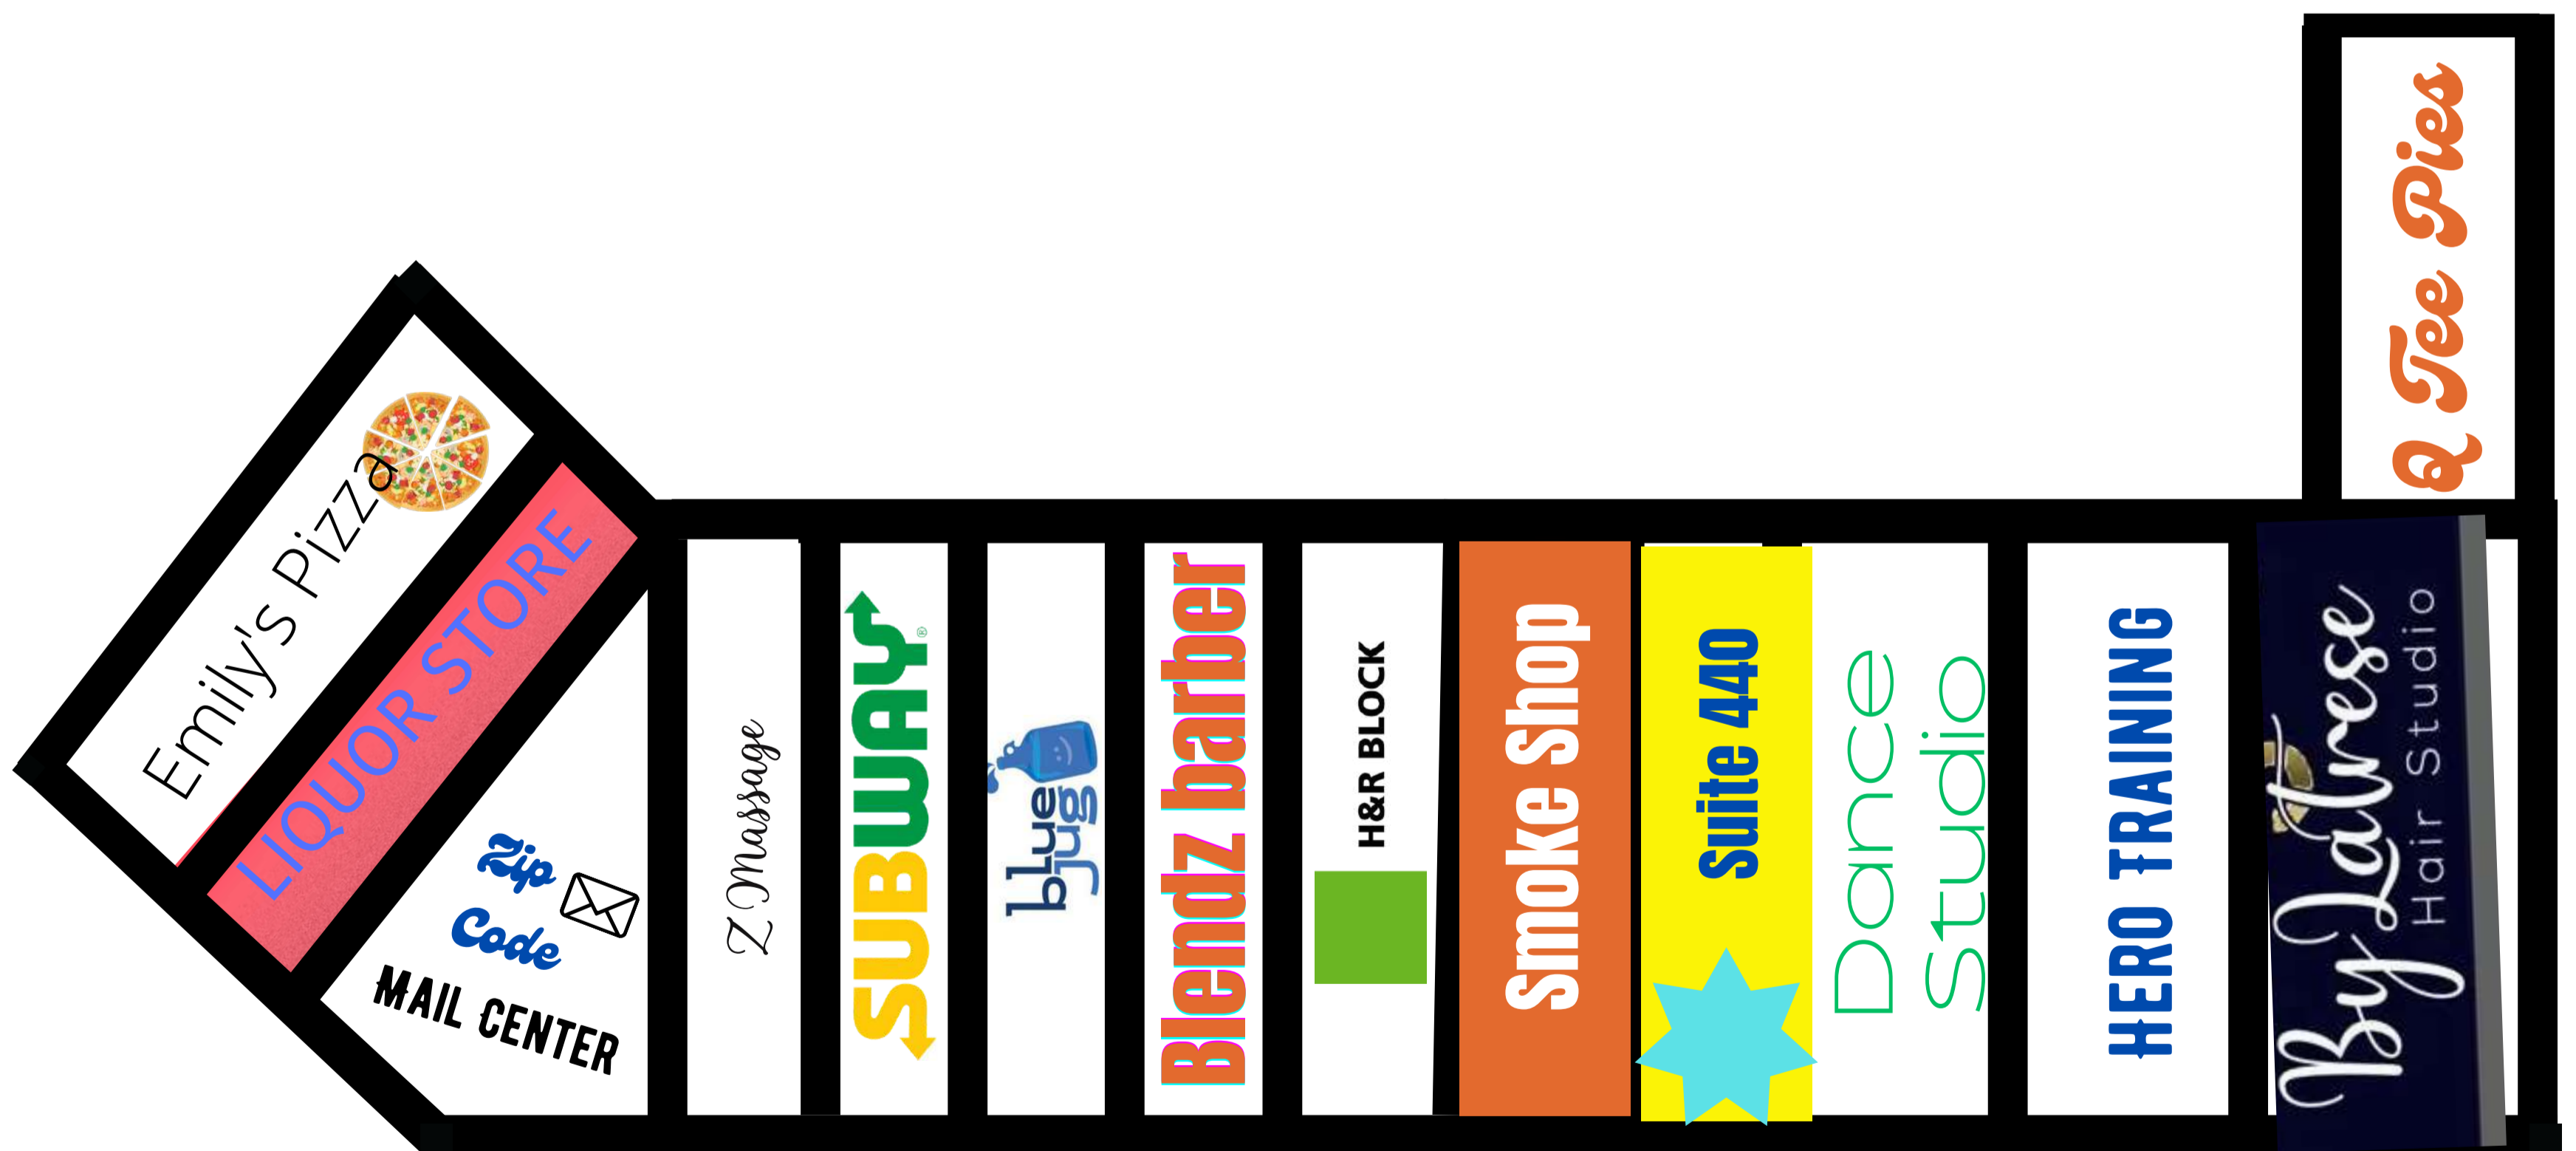 Emily's Pizza
LIQUOR STORE
Zip
Code
MAIL CENTER
Z Massage
SUBWAY®
blue
jug
Blendz barber
H&R BLOCK
Smoke Shop
Suite 440
Dance
Studio
HERO TRAINING
By Latrese
Hair Studio
Q Tee Pies